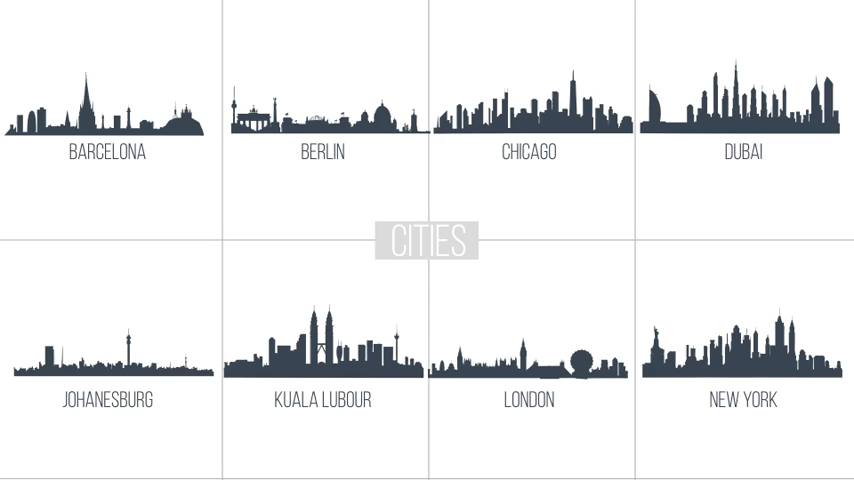 BARCELONA
BERLIN
CHICAGO
DUBAI
CITIES
JOHANESBURG
KUALA LUBOUR
LONDON
NEW YORK